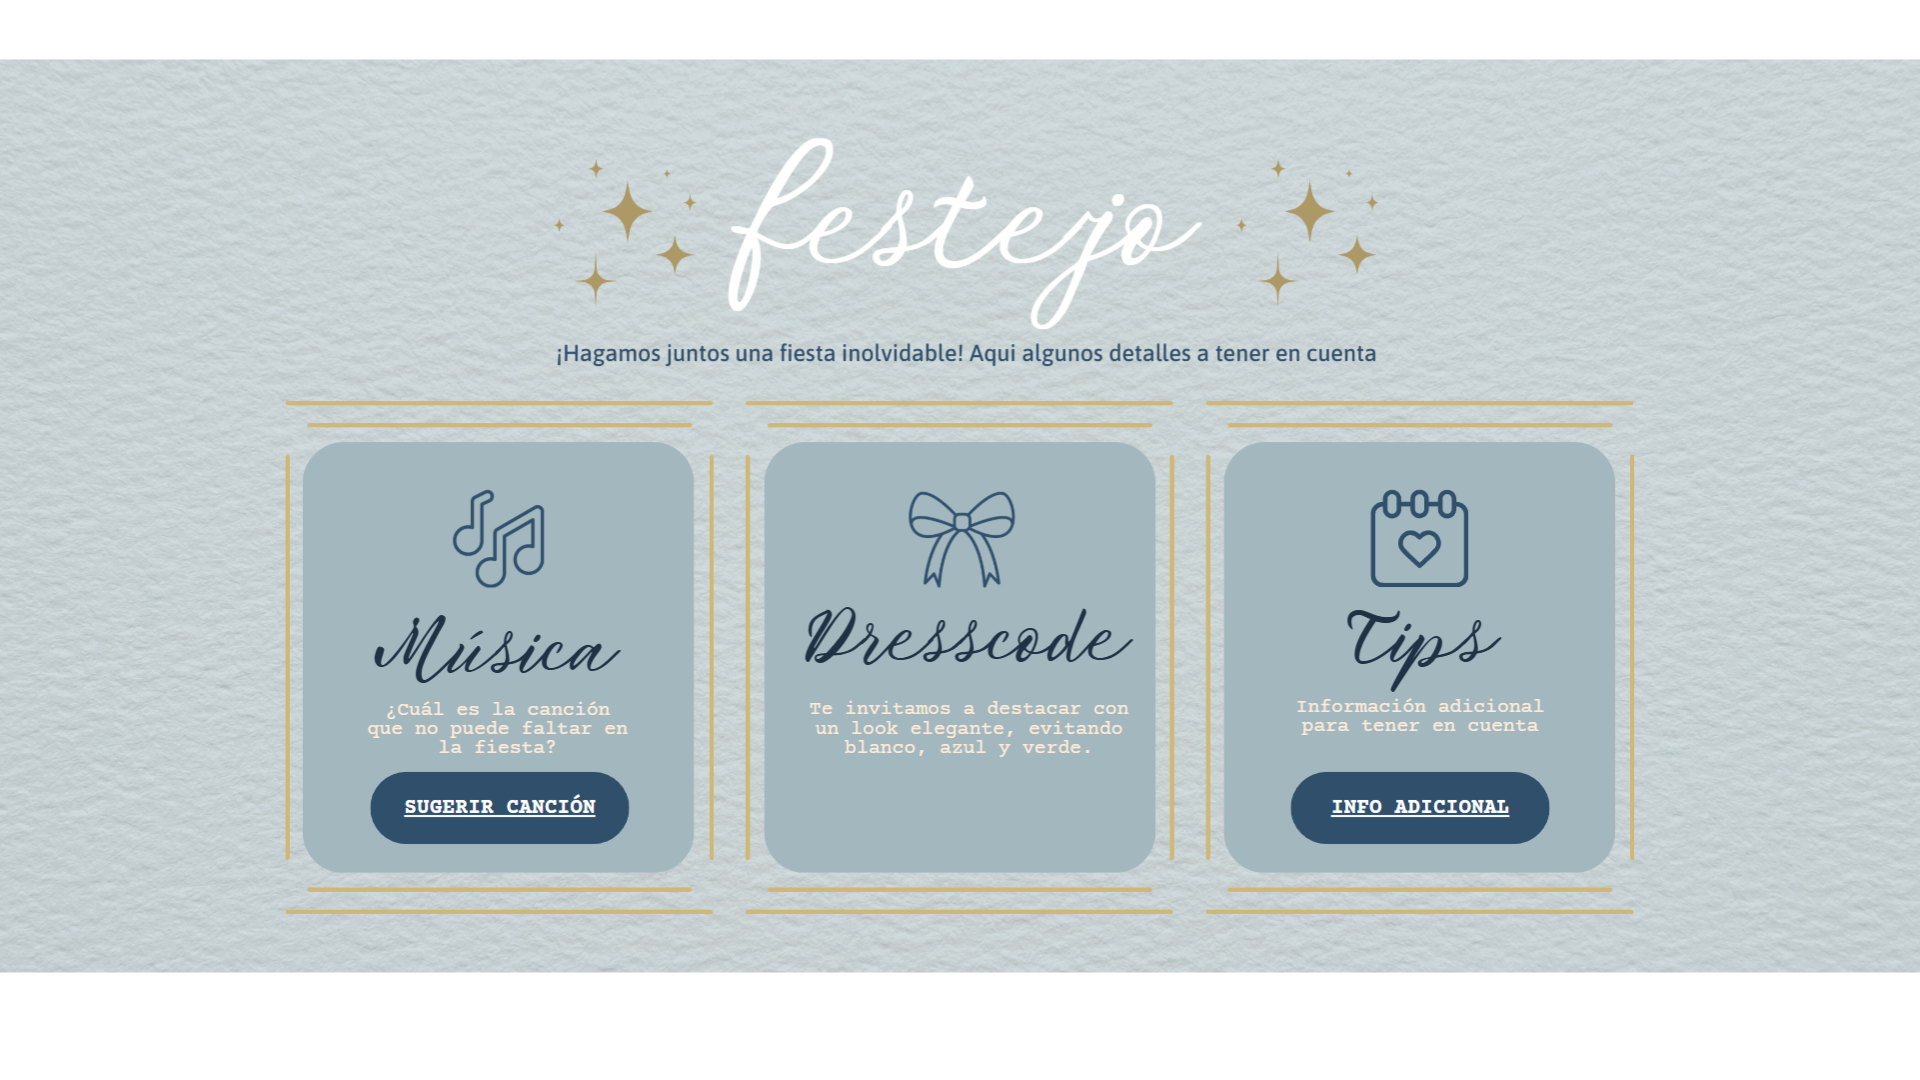 festejo
¡Hagamos juntos una fiesta inolvidable! Aqui algunos detalles a tener en cuenta
Música
¿Cuál es la canción
que no puede faltar en
la fiesta?
SUGERIR CANCIÓN
Dresscode
Te invitamos a destacar con
un look elegante, evitando
blanco, azul y verde.
Tips
Información adicional
para tener en cuenta
INFO ADICIONAL